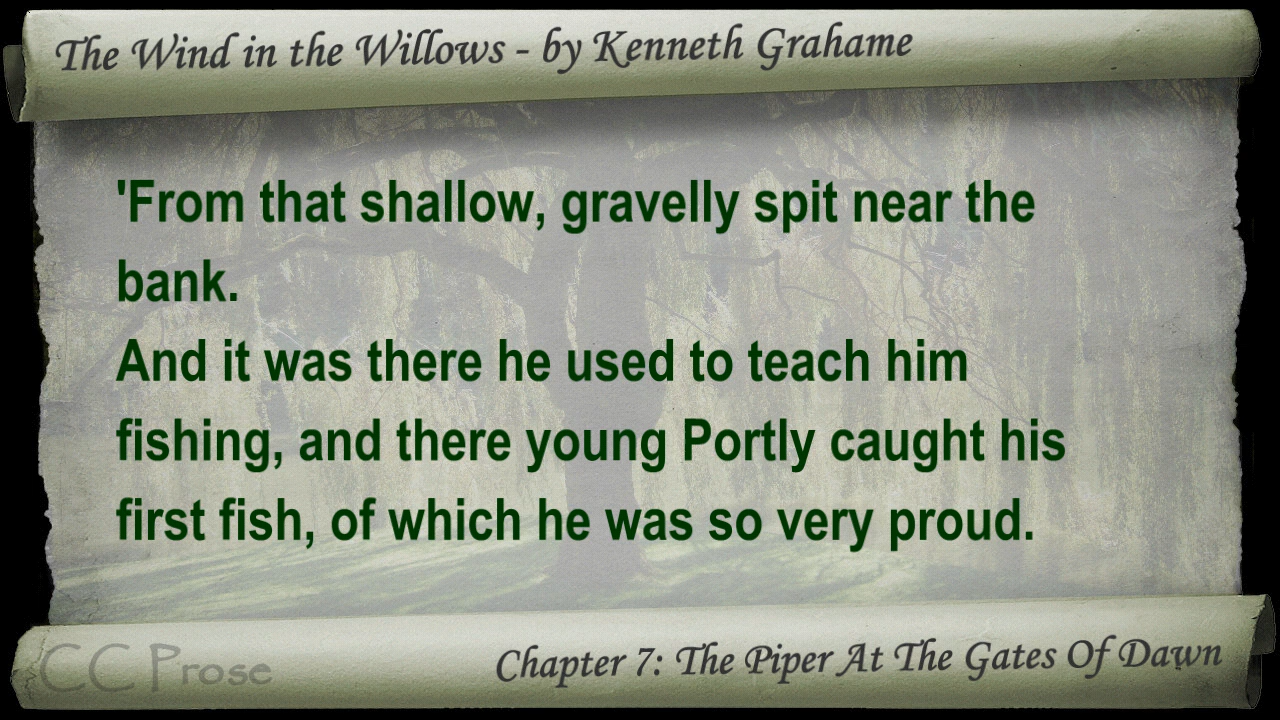 The Wind in the Willows - by Kenneth Grahame
'From that shallow, gravelly spit near the
bank.
And it was there he used to teach him
fishing, and there young Portly caught his
first fish, of which he was so very proud.
CC Prose
Chapter 7: The Piper At The Gates Of Dawn